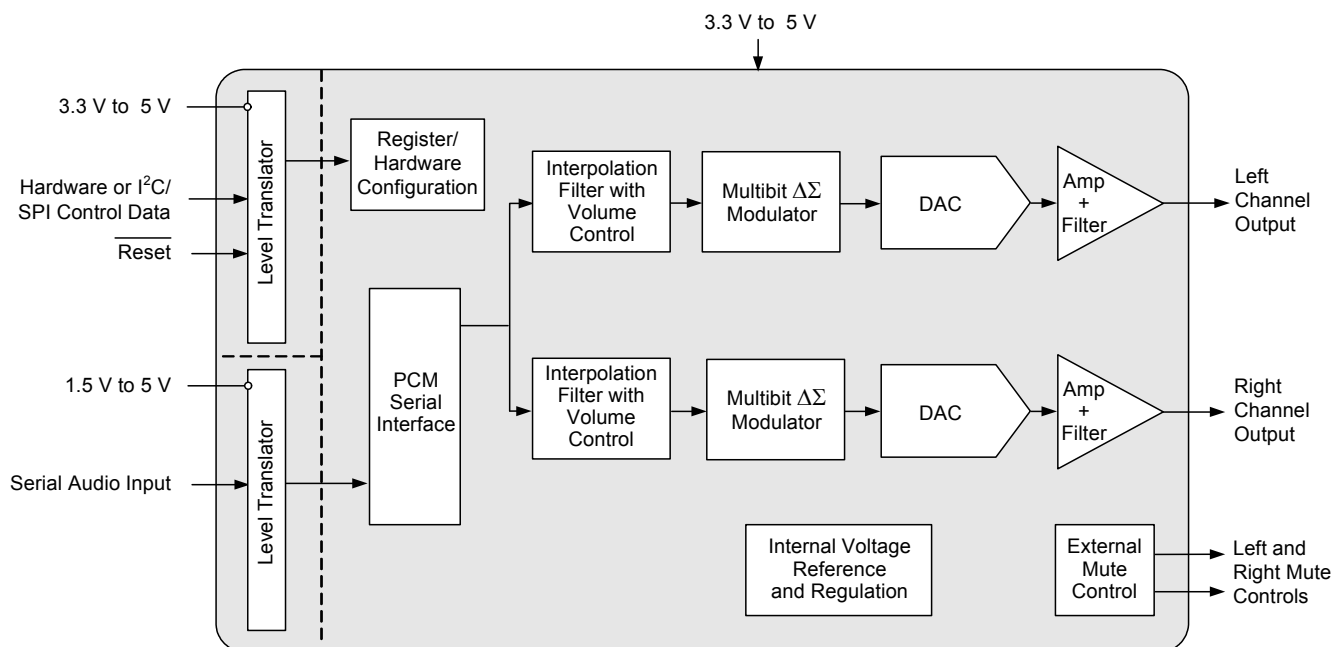 3.3 V to 5 V
3.3 V to 5 V
Hardware or I²C/
SPI Control Data
Reset
Level Translator
Register/
Hardware
Configuration
Interpolation
Filter with
Volume
Control
Multibit ΔΣ
Modulator
DAC
Amp
+
Filter
Left
Channel
Output
1.5 V to 5 V
Serial Audio Input
Level Translator
PCM
Serial
Interface
Interpolation
Filter with
Volume
Control
Multibit ΔΣ
Modulator
DAC
Amp
+
Filter
Right
Channel
Output
Internal Voltage
Reference
and Regulation
External
Mute
Control
Left and
Right Mute
Controls